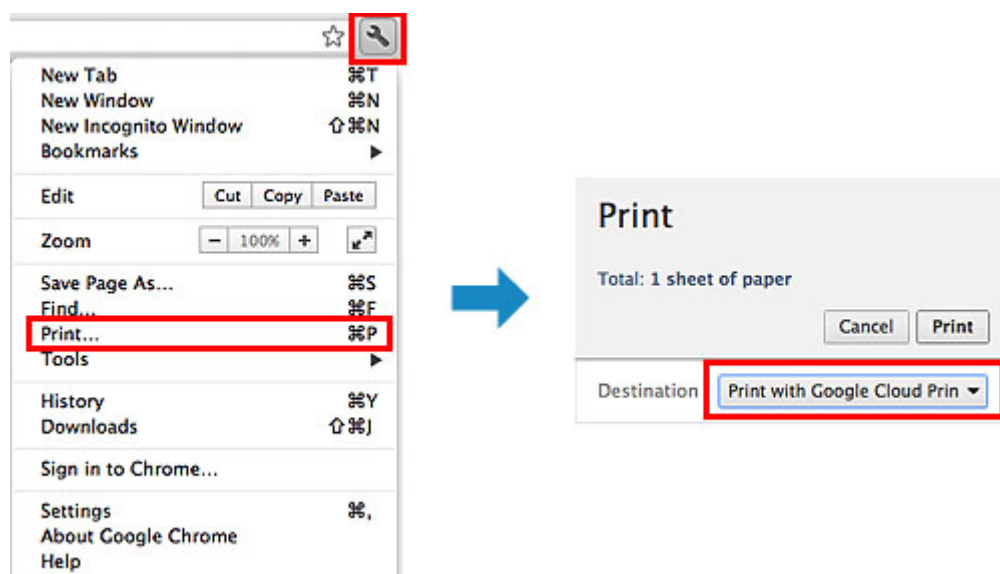 New Tab ⌘T
New Window ⌘N
New Incognito Window ⇧⌘N
Bookmarks ▶
Edit Cut Copy Paste
Zoom − 100% +
Save Page As... ⌘S
Find... ⌘F
Print... ⌘P
Tools ▶
History ⌘Y
Downloads ⇧⌘J
Sign in to Chrome...
Settings ⌘,
About Google Chrome
Help
Print
Total: 1 sheet of paper
Cancel Print
Destination Print with Google Cloud Prin